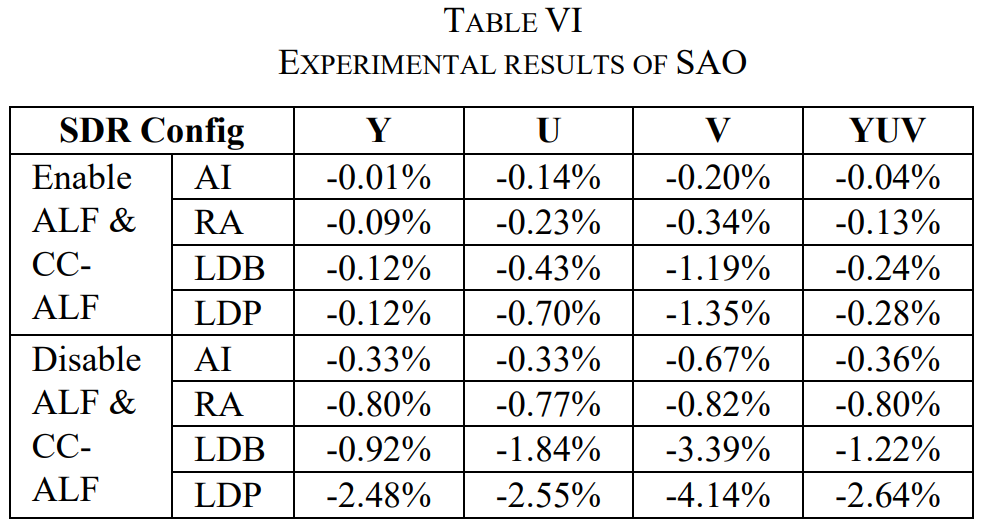 TABLE VI
EXPERIMENTAL RESULTS OF SAO
SDR Config Y U V YUV
Enable AI -0.01% -0.14% -0.20% -0.04%
ALF & RA -0.09% -0.23% -0.34% -0.13%
CC- LDB -0.12% -0.43% -1.19% -0.24%
ALF LDP -0.12% -0.70% -1.35% -0.28%
Disable AI -0.33% -0.33% -0.67% -0.36%
ALF & RA -0.80% -0.77% -0.82% -0.80%
CC- LDB -0.92% -1.84% -3.39% -1.22%
ALF LDP -2.48% -2.55% -4.14% -2.64%